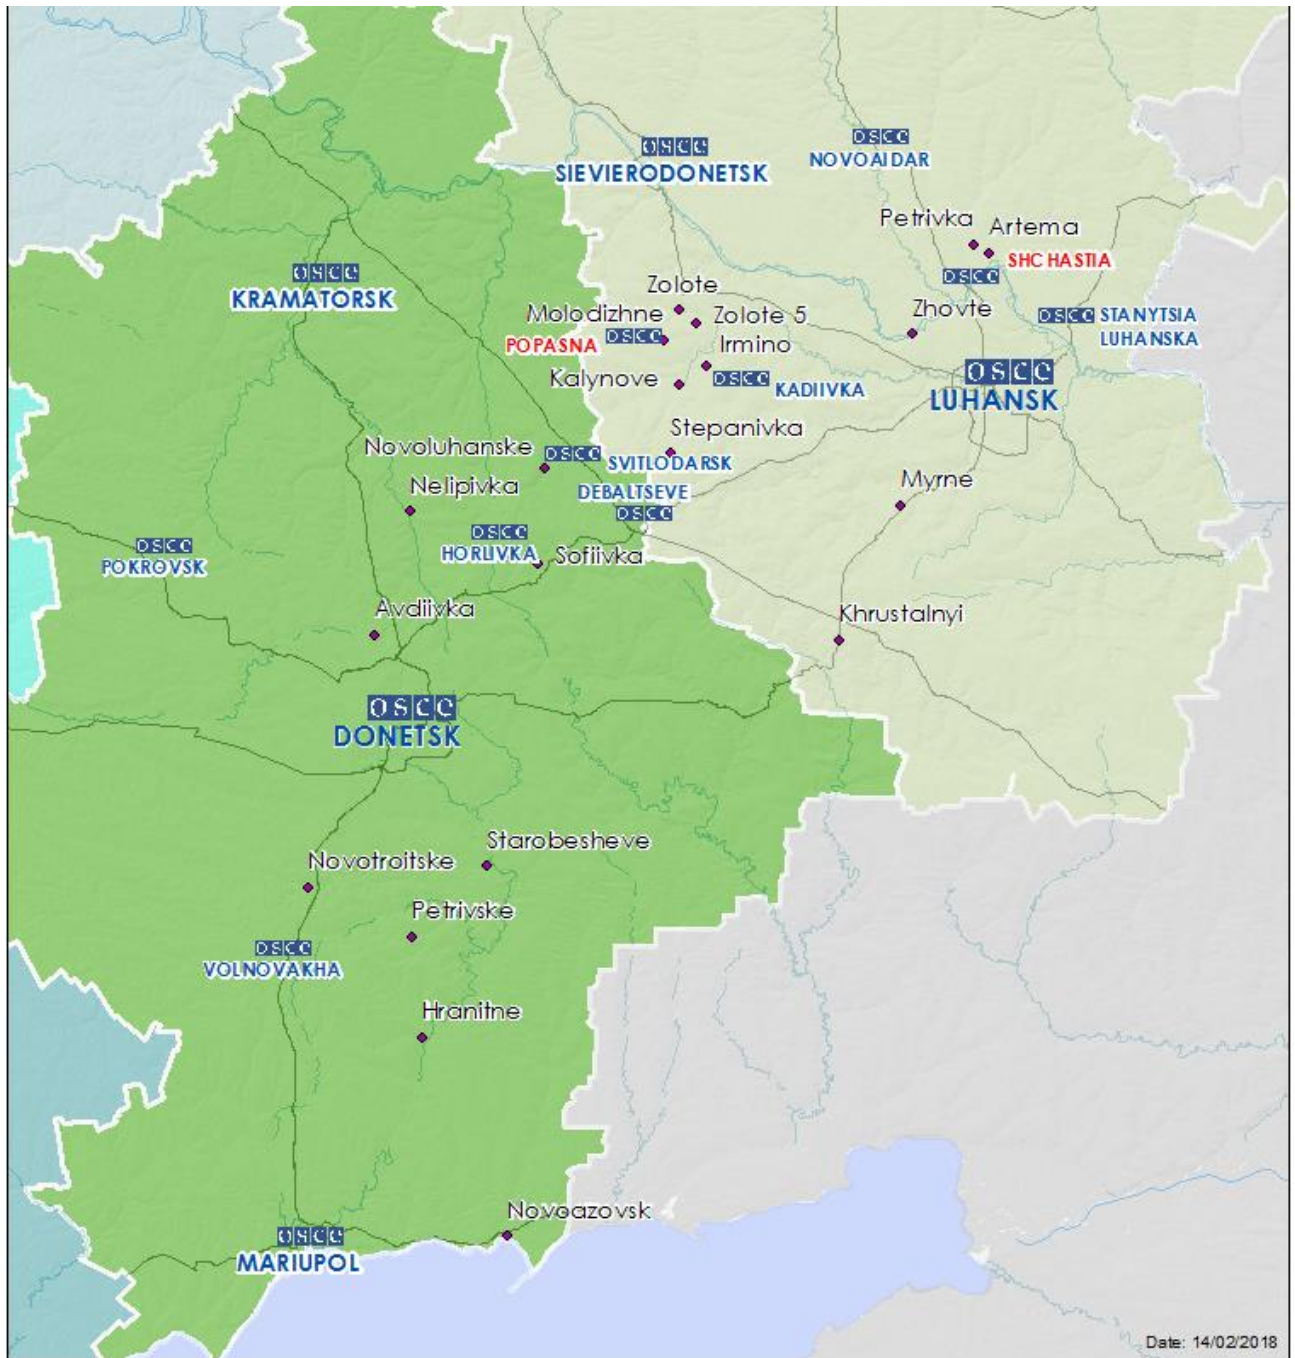 OSCE
NOVOAIDAR
OSCE
SIEVIERODONETSK
Petrivka
Artema
SHCHASTIA
OSCE
OSCE
KRAMATORSK
Zolote
Molodizhne
Zolote 5
Zhovte
OSCE
STANYTSIA
LUHANSKA
POPASNA
OSCE
Irmino
Kalynove
OSCE
KADIIVKA
OSCE
LUHANSK
Stepanivka
Novoluhanske
OSCE
SVITLODARSK
Nelipivka
DEBALTSEVE
OSCE
Myrne
OSCE
HORLIVKA
Sofiivka
OSCE
POKROVSK
Avdiivka
Khrustalnyi
OSCE
DONETSK
Starobesheve
Novotroitske
Petrivske
OSCE
VOLNOVAKHA
Hranitne
Novoazovsk
OSCE
MARIUPOL
Date: 14/02/2018